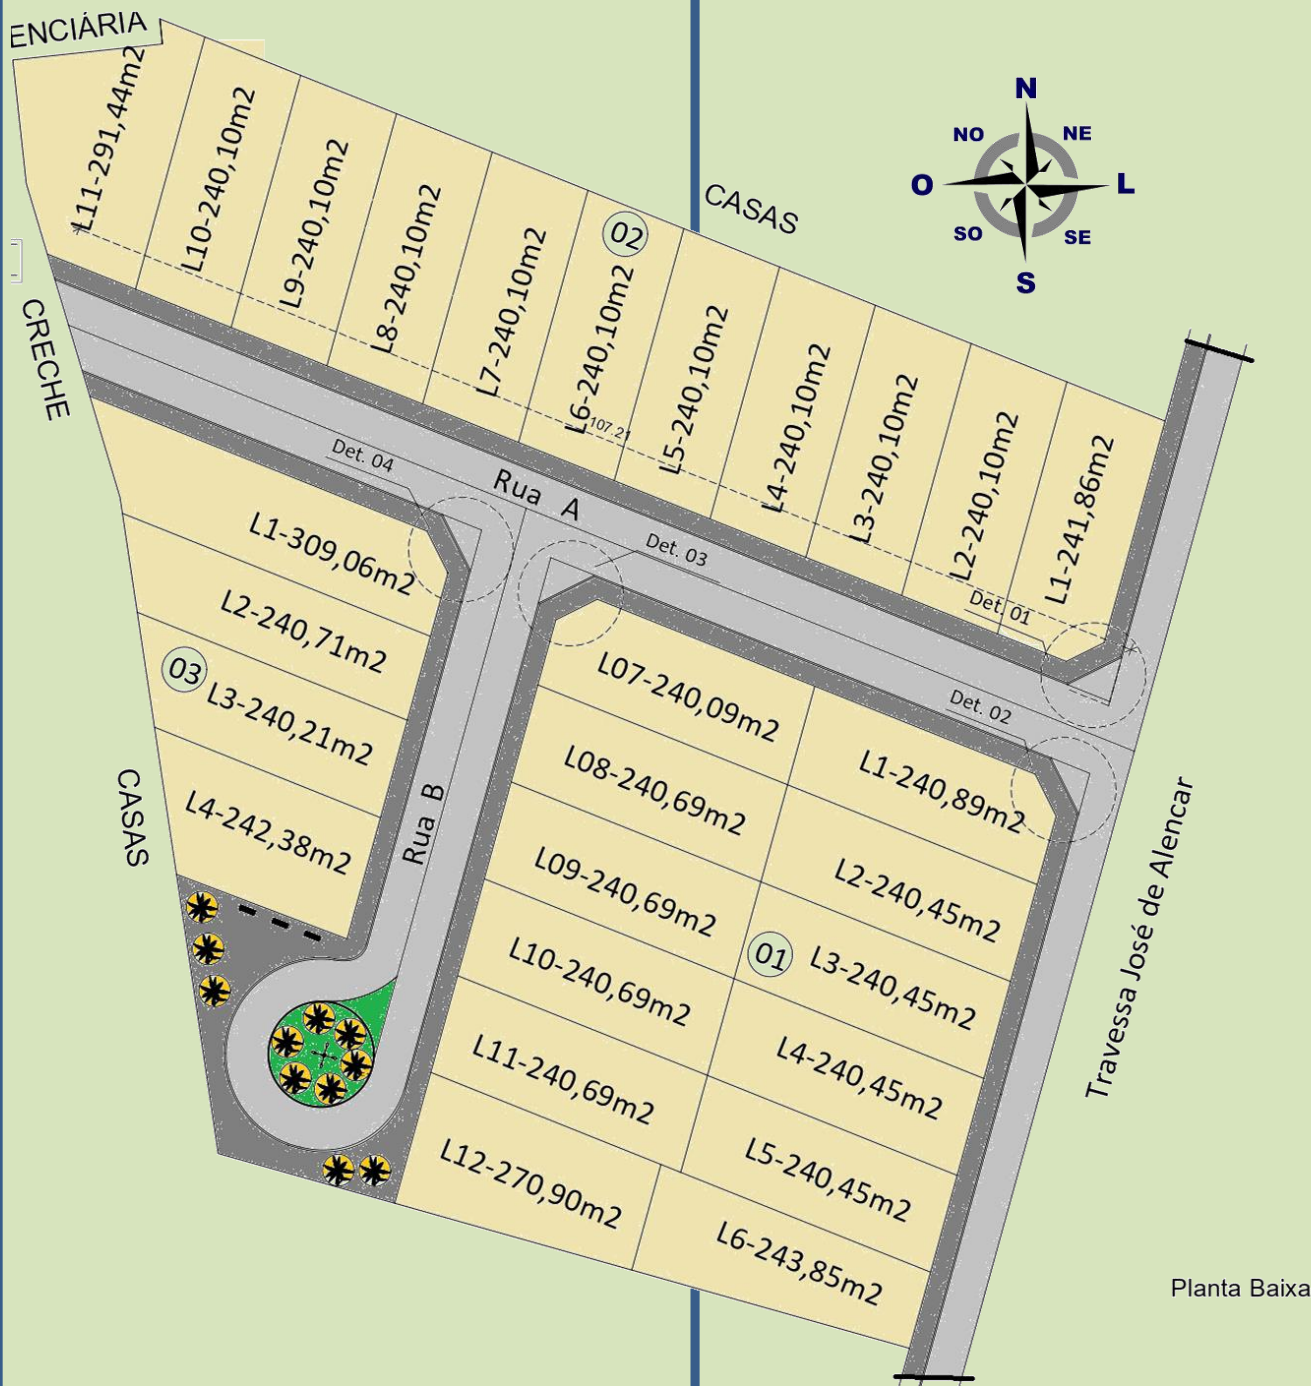 ENCIÁRIA
L11-291,44m2
L10-240,10m2
L9-240,10m2
L8-240,10m2
L7-240,10m2
02
L6-240,10m2
L5-240,10m2
L4-240,10m2
L3-240,10m2
L2-240,10m2
L1-241,86m2
107.21
CASAS
N
NE
L
SE
S
SO
O
NO
CRECHE
Det. 04
Rua A
Det. 03
Det. 01
Det. 02
L1-309,06m2
L2-240,71m2
03
L3-240,21m2
L4-242,38m2
CASAS
Rua B
L07-240,09m2
L08-240,69m2
L09-240,69m2
L10-240,69m2
L11-240,69m2
L12-270,90m2
01
L1-240,89m2
L2-240,45m2
L3-240,45m2
L4-240,45m2
L5-240,45m2
L6-243,85m2
Travessa José de Alencar
Planta Baixa